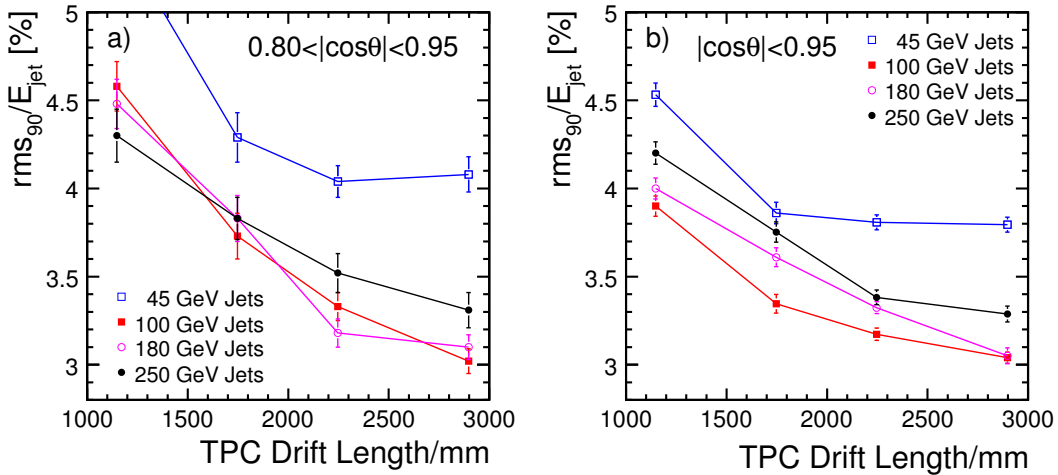 rms90/Ejet [%]
5
4.5
4
3.5
3
a)
0.80<|cosθ|<0.95
45 GeV Jets
100 GeV Jets
180 GeV Jets
250 GeV Jets
1000 1500 2000 2500 3000
TPC Drift Length/mm
rms90/Ejet [%]
5
4.5
4
3.5
3
b)
|cosθ|<0.95
45 GeV Jets
100 GeV Jets
180 GeV Jets
250 GeV Jets
1000 1500 2000 2500 3000
TPC Drift Length/mm